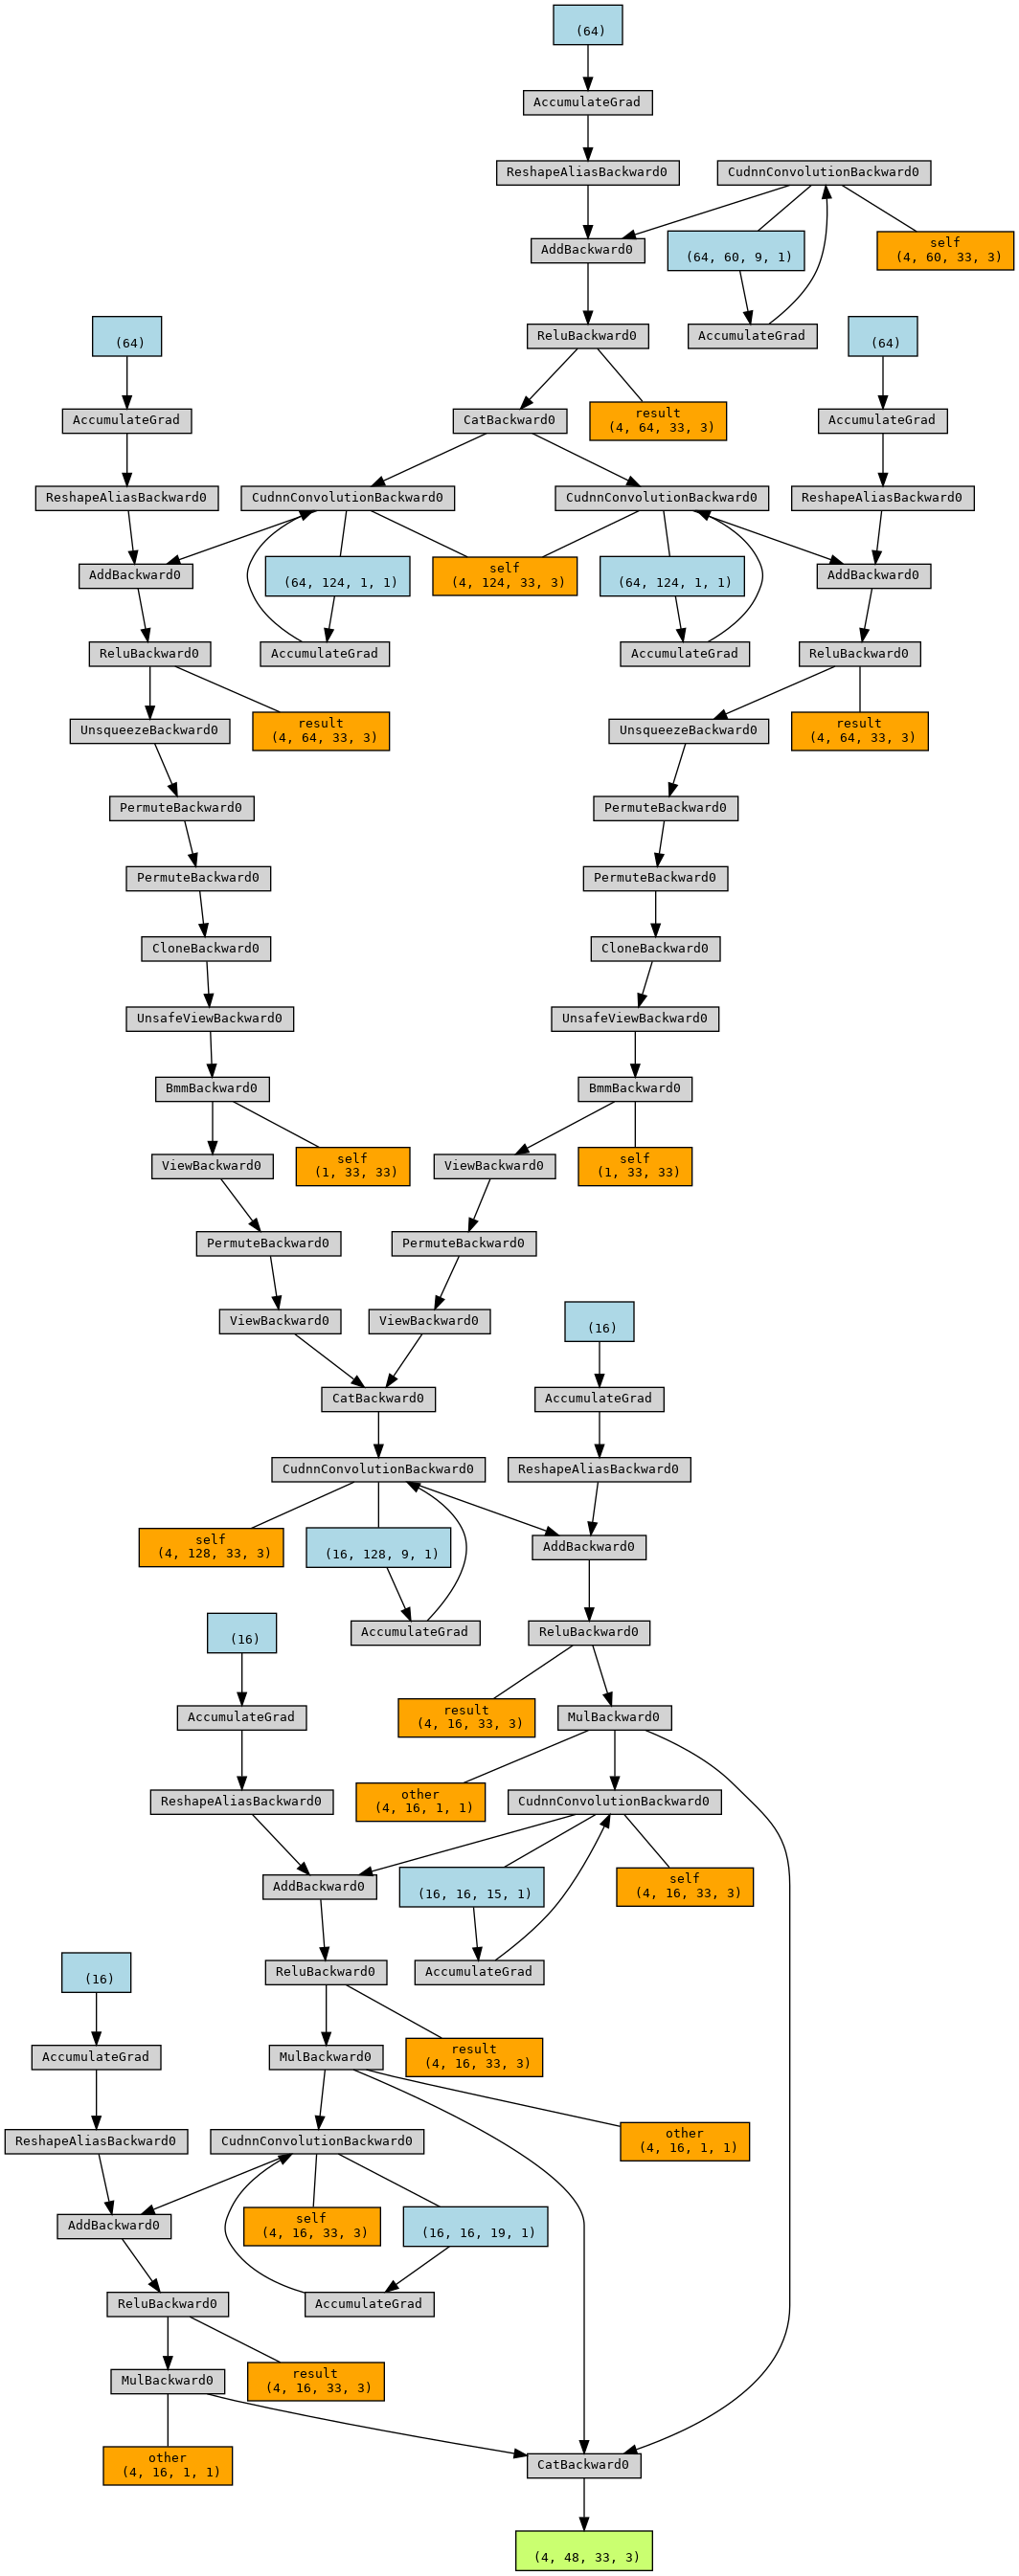 (64)
AccumulateGrad
ReshapeAliasBackward0
CudnnConvolutionBackward0
AddBackward0
(64, 60, 9, 1)
self
(4, 60, 33, 3)
ReluBackward0
AccumulateGrad
(64)
(64)
CatBackward0
result
(4, 64, 33, 3)
AccumulateGrad
AccumulateGrad
ReshapeAliasBackward0
CudnnConvolutionBackward0
CudnnConvolutionBackward0
ReshapeAliasBackward0
AddBackward0
(64, 124, 1, 1)
self
(4, 124, 33, 3)
(64, 124, 1, 1)
AddBackward0
ReluBackward0
AccumulateGrad
AccumulateGrad
ReluBackward0
UnsqueezeBackward0
result
(4, 64, 33, 3)
UnsqueezeBackward0
result
(4, 64, 33, 3)
PermuteBackward0
PermuteBackward0
PermuteBackward0
PermuteBackward0
CloneBackward0
CloneBackward0
UnsafeViewBackward0
UnsafeViewBackward0
BmmBackward0
BmmBackward0
ViewBackward0
self
(1, 33, 33)
ViewBackward0
self
(1, 33, 33)
PermuteBackward0
PermuteBackward0
ViewBackward0
ViewBackward0
(16)
CatBackward0
AccumulateGrad
CudnnConvolutionBackward0
ReshapeAliasBackward0
self
(4, 128, 33, 3)
(16, 128, 9, 1)
AddBackward0
(16)
AccumulateGrad
ReluBackward0
AccumulateGrad
result
(4, 16, 33, 3)
MulBackward0
ReshapeAliasBackward0
other
(4, 16, 1, 1)
CudnnConvolutionBackward0
AddBackward0
(16, 16, 15, 1)
self
(4, 16, 33, 3)
(16)
ReluBackward0
AccumulateGrad
AccumulateGrad
MulBackward0
result
(4, 16, 33, 3)
ReshapeAliasBackward0
CudnnConvolutionBackward0
other
(4, 16, 1, 1)
AddBackward0
self
(4, 16, 33, 3)
(16, 16, 19, 1)
ReluBackward0
AccumulateGrad
MulBackward0
result
(4, 16, 33, 3)
other
(4, 16, 1, 1)
CatBackward0
(4, 48, 33, 3)